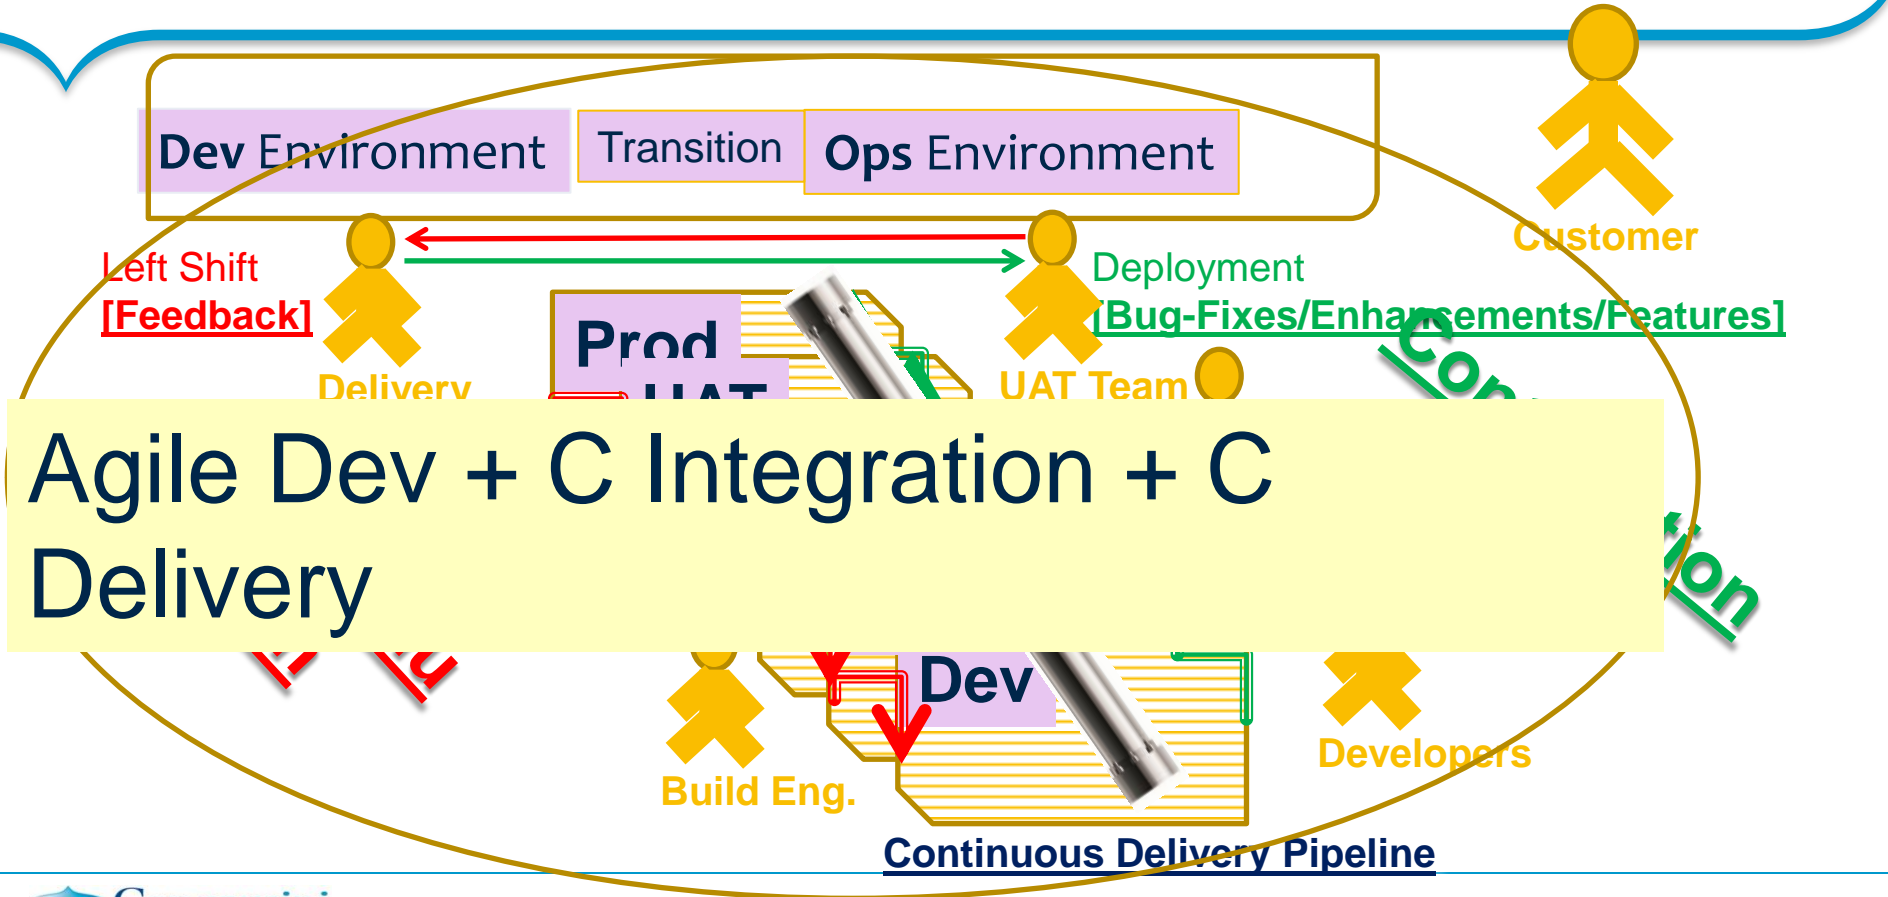 Dev Environment
Transition
Ops Environment
Customer
Left Shift
[Feedback]
Deployment
[Bug-Fixes/Enhancements/Features]
Prod
UAT
Delivery
UAT Team
Agile Dev + C Integration + C
Delivery
Dev
Build Eng.
Developers
Continuous Delivery Pipeline